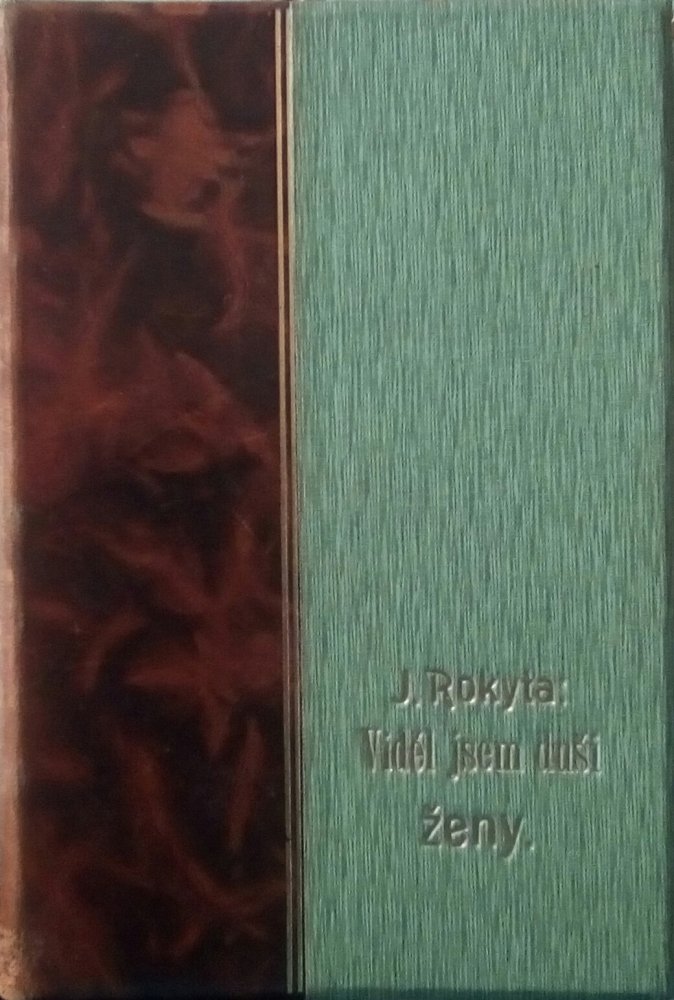 J. Rokyta:
Viděl jsem duši
ženy.